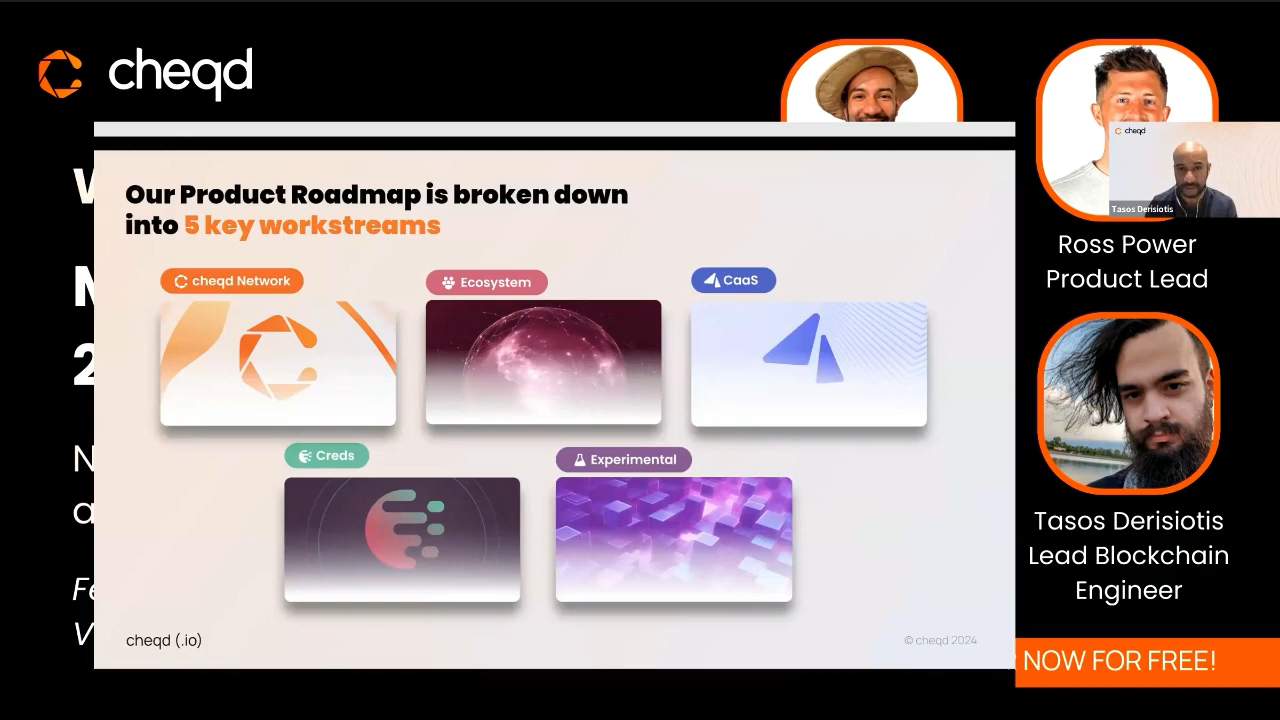 cheqd
cheqd
Tasos Derisiotis
Our Product Roadmap is broken down
into 5 key workstreams
cheqd Network
Ecosystem
CaaS
Creds
Experimental
cheqd (.io)
© cheqd 2024
Ross Power
Product Lead
Tasos Derisiotis
Lead Blockchain
Engineer
NOW FOR FREE!